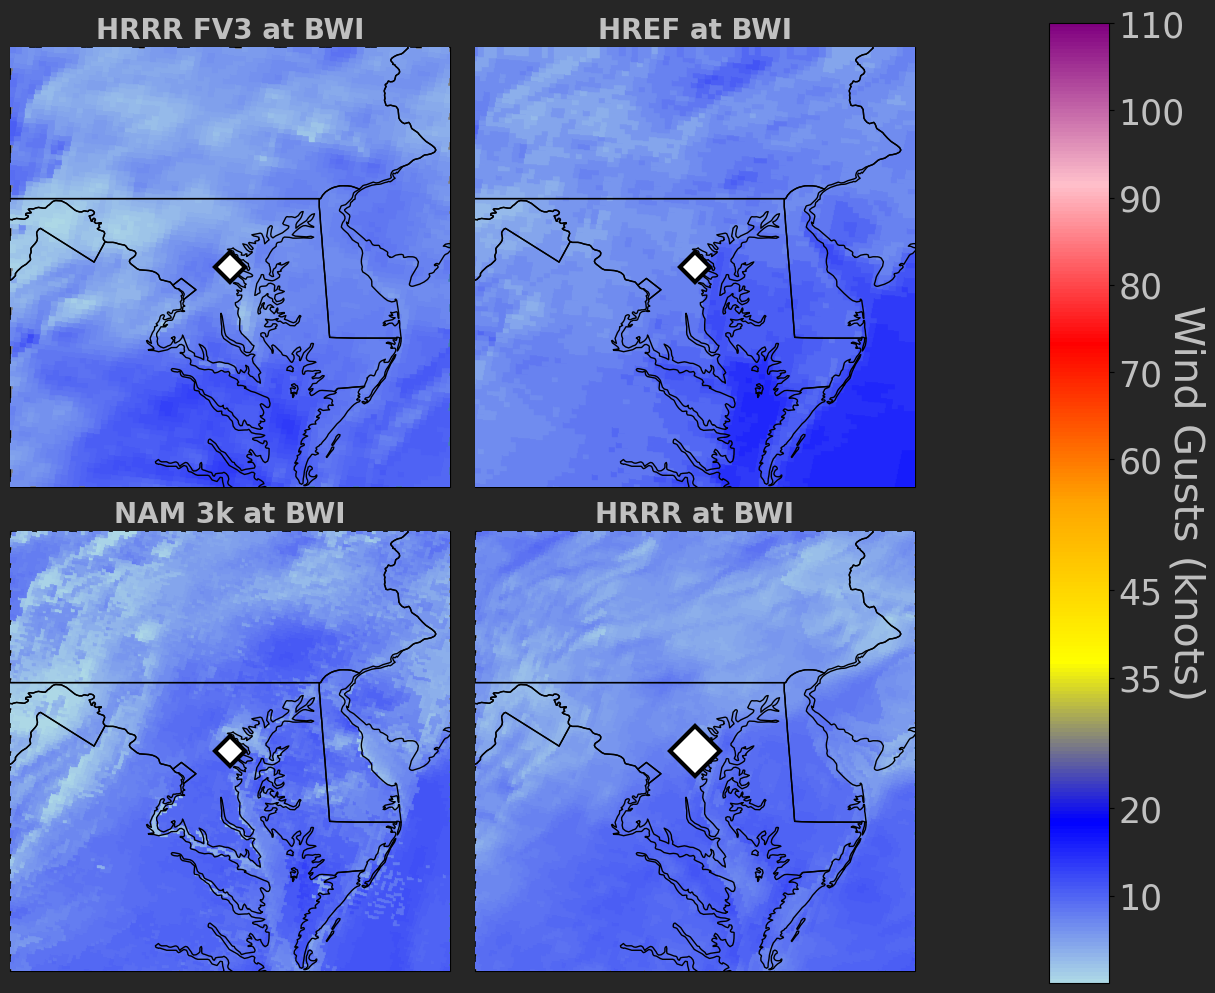 HRRR FV3 at BWI
HREF at BWI
NAM 3k at BWI
HRRR at BWI
110
100
90
80
70
60
45
35
20
10
Wind Gusts (knots)